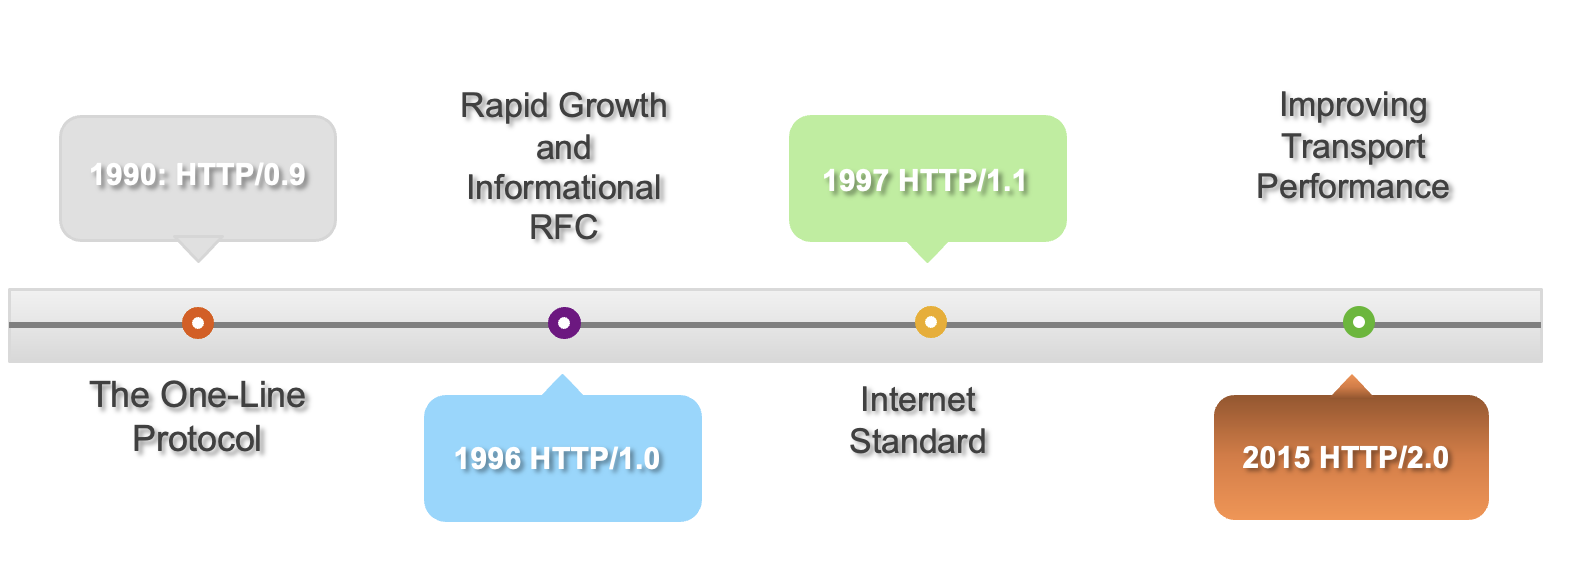 1990: HTTP/0.9
The One-Line
Protocol
Rapid Growth
and
Informational
RFC
1996 HTTP/1.0
1997 HTTP/1.1
Internet
Standard
Improving
Transport
Performance
2015 HTTP/2.0